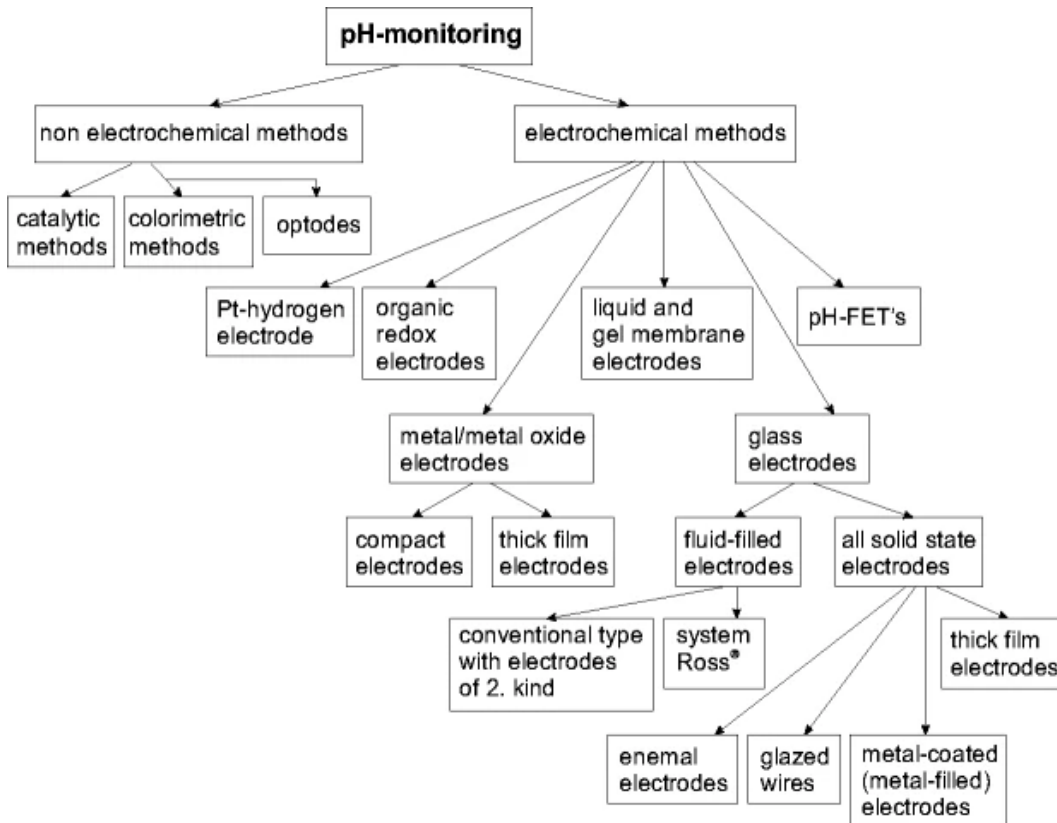 pH-monitoring
non electrochemical methods
electrochemical methods
catalytic
methods
colorimetric
methods
optodes
Pt-hydrogen
electrode
organic
redox
electrodes
liquid and
gel membrane
electrodes
pH-FET's
metal/metal oxide
electrodes
glass
electrodes
compact
electrodes
thick film
electrodes
fluid-filled
electrodes
all solid state
electrodes
conventional type
with electrodes
of 2. kind
system
Ross®
thick film
electrodes
enemal
electrodes
glazed
wires
metal-coated
(metal-filled)
electrodes